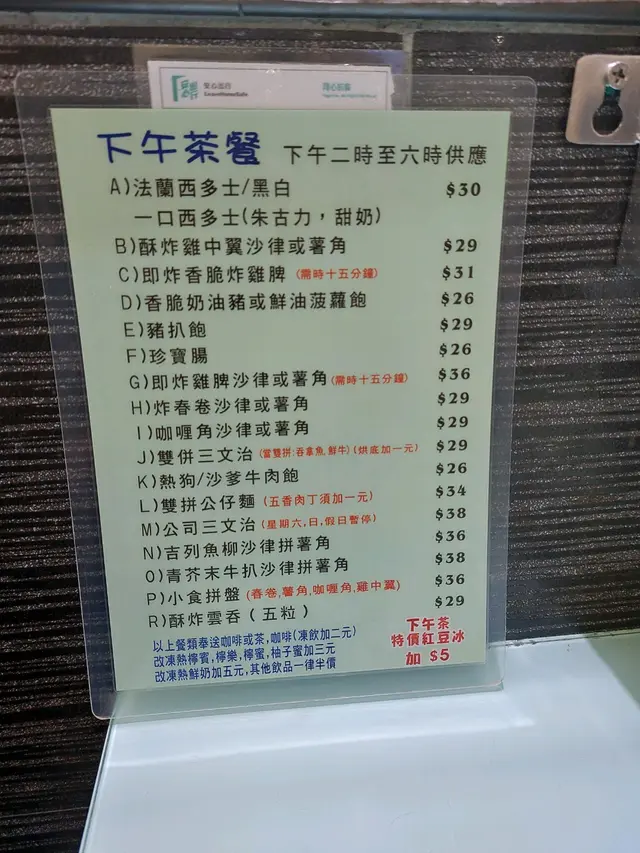 安心出行
LeaveHomeSafe
下午茶餐 下午二時至六時供應
A)法蘭西多士/黑白 $30
一口西多士(朱古力，甜奶)
B)酥炸雞中翼沙律或薯角 $29
C)即炸香脆炸雞脾 (需時十五分鐘) $31
D)香脆奶油豬或鮮油菠蘿飽 $26
E)豬扒飽 $29
F)珍寶腸 $26
G)即炸雞脾沙律或薯角(需時十五分鐘) $36
H)炸春卷沙律或薯角 $29
I)咖喱角沙律或薯角 $29
J)雙併三文治 (當雙拼:吞拿魚,鮮牛) (烘底加一元) $29
K)熱狗/沙爹牛肉飽 $26
L)雙拼公仔麵 (五香肉丁須加一元) $34
M)公司三文治 (星期六,日,假日暫停) $38
N)吉列魚柳沙律拼薯角 $36
O)青芥末牛扒沙律拼薯角 $38
P)小食拼盤 (春卷,薯角,咖喱角,雞中翼) $36
R)酥炸雲吞（五粒） $29
以上餐類奉送咖啡或茶,咖啡(凍飲加二元)
改凍熱檸賓,檸樂,檸蜜,柚子蜜加三元
改凍熱鮮奶加五元,其他飲品一律半價
下午茶
特價紅豆冰
加 $5